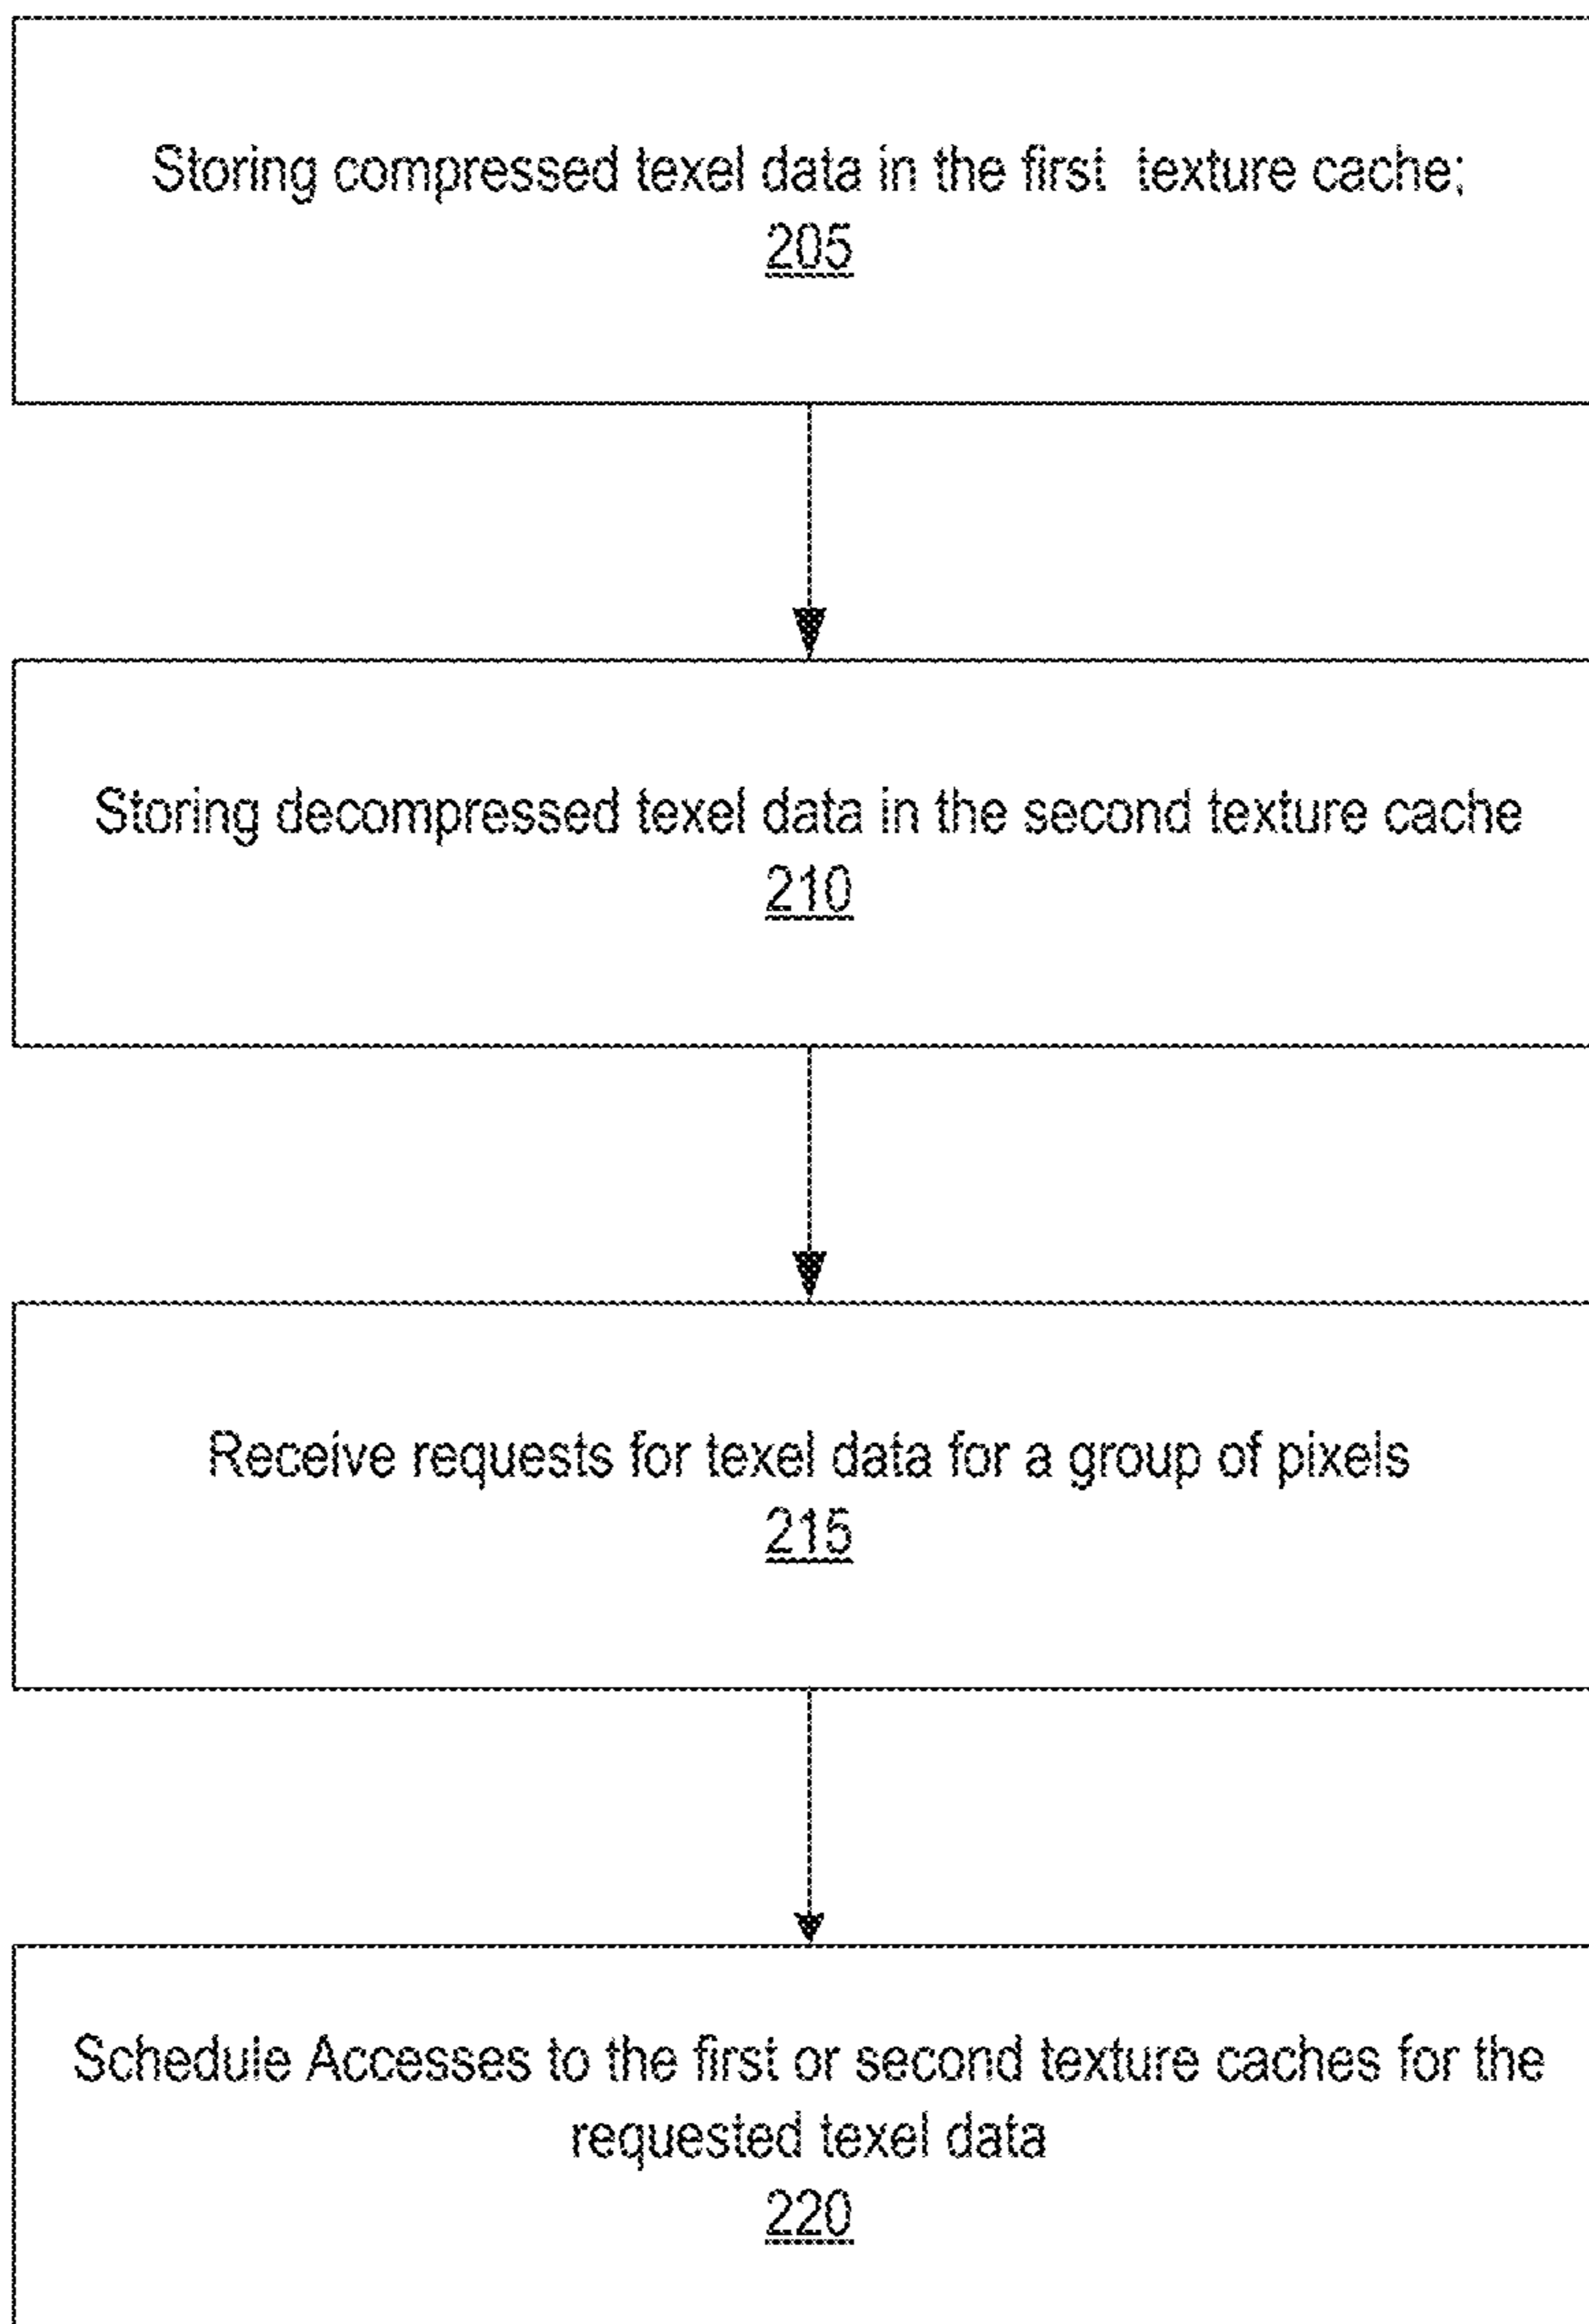 Storing compressed texel data in the first texture cache;
205
Storing decompressed texel data in the second texture cache
210
Receive requests for texel data for a group of pixels
215
Schedule Accesses to the first or second texture caches for the
requested texel data
220